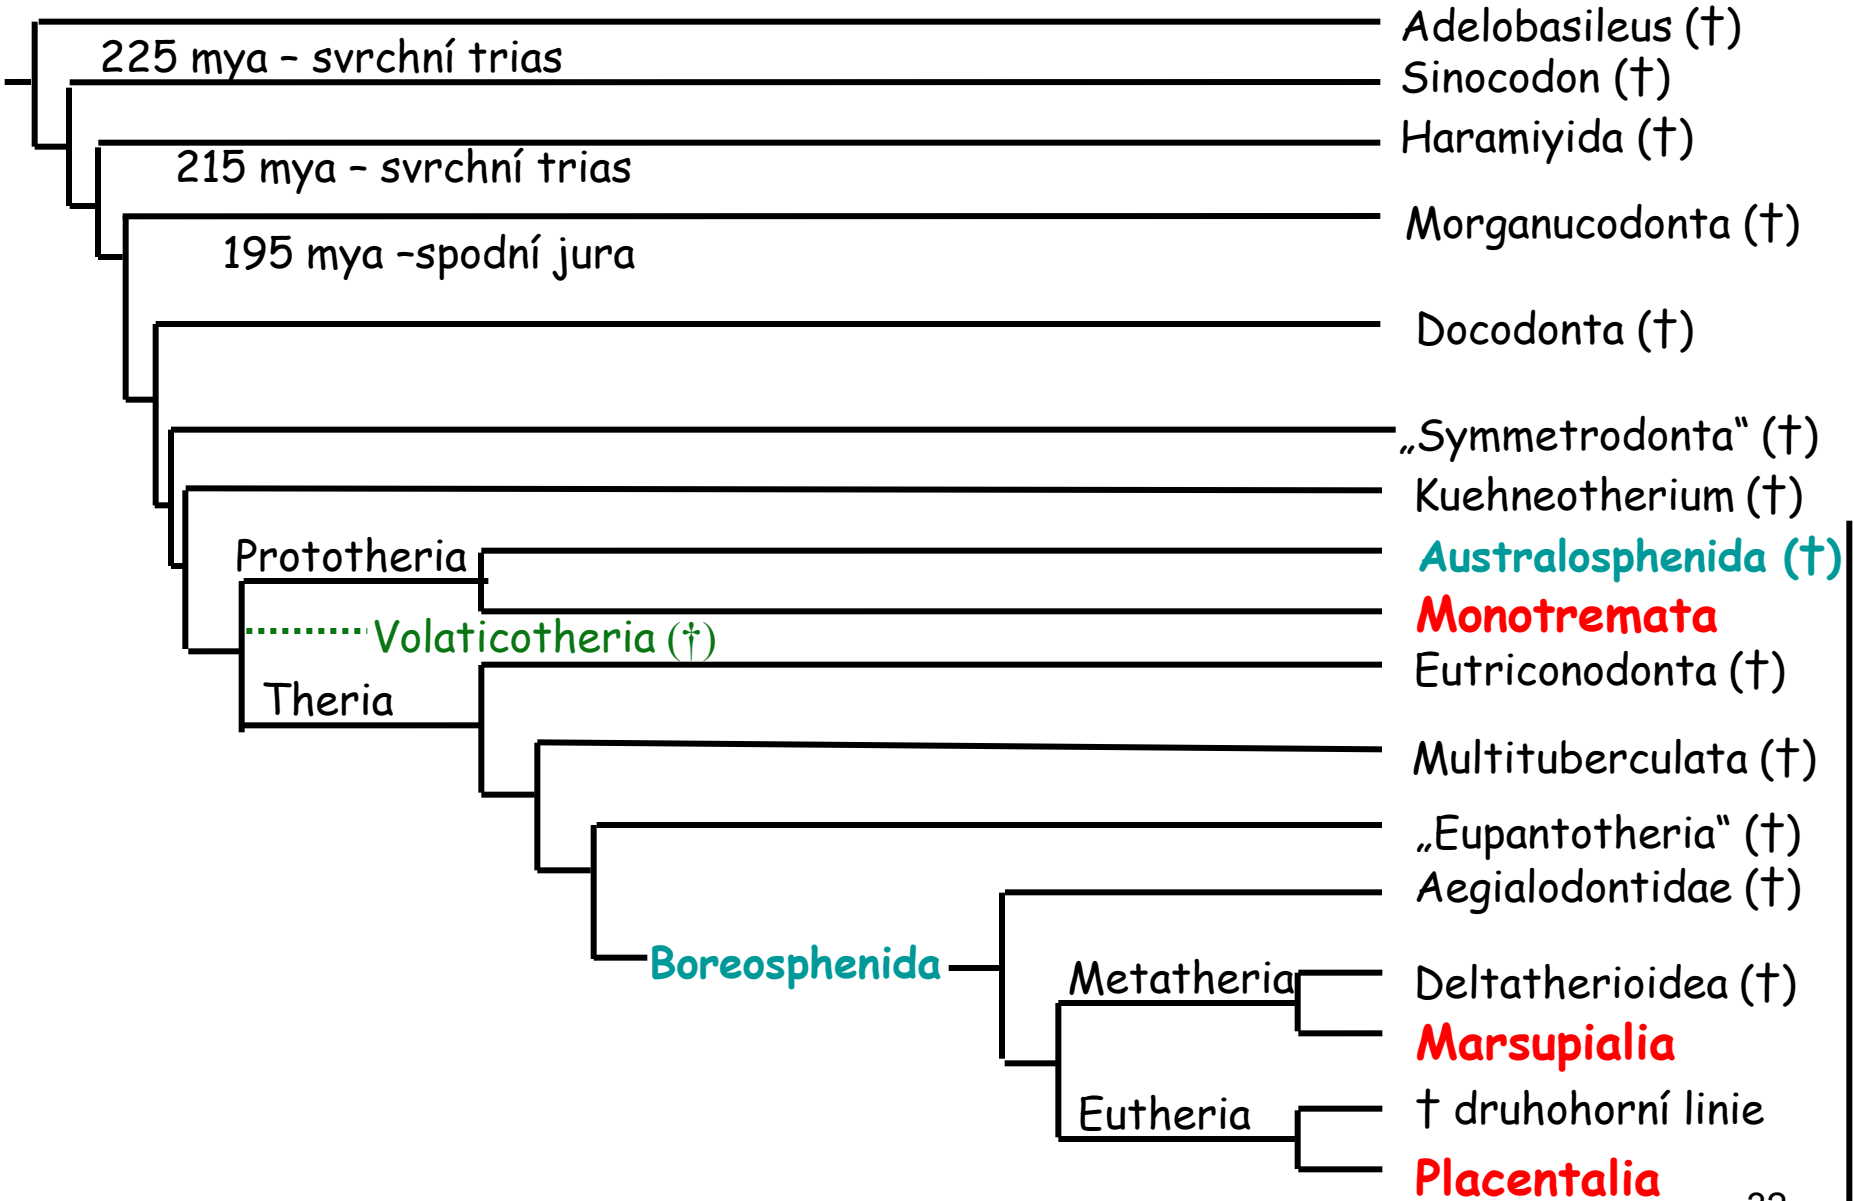 Adelobasileus (†)
225 mya – svrchní trias
Sinocodon (†)
Haramiyida (†)
215 mya – svrchní trias
Morganucodonta (†)
195 mya –spodní jura
Docodonta (†)
„Symmetrodonta“ (†)
Kuehneotherium (†)
Prototheria
Australosphenida (†)
Monotremata
Volaticotheria (†)
Eutriconodonta (†)
Theria
Multituberculata (†)
„Eupantotheria“ (†)
Aegialodontidae (†)
Boreosphenida
Metatheria
Deltatherioidea (†)
Marsupialia
Eutheria
† druhohorní linie
Placentalia